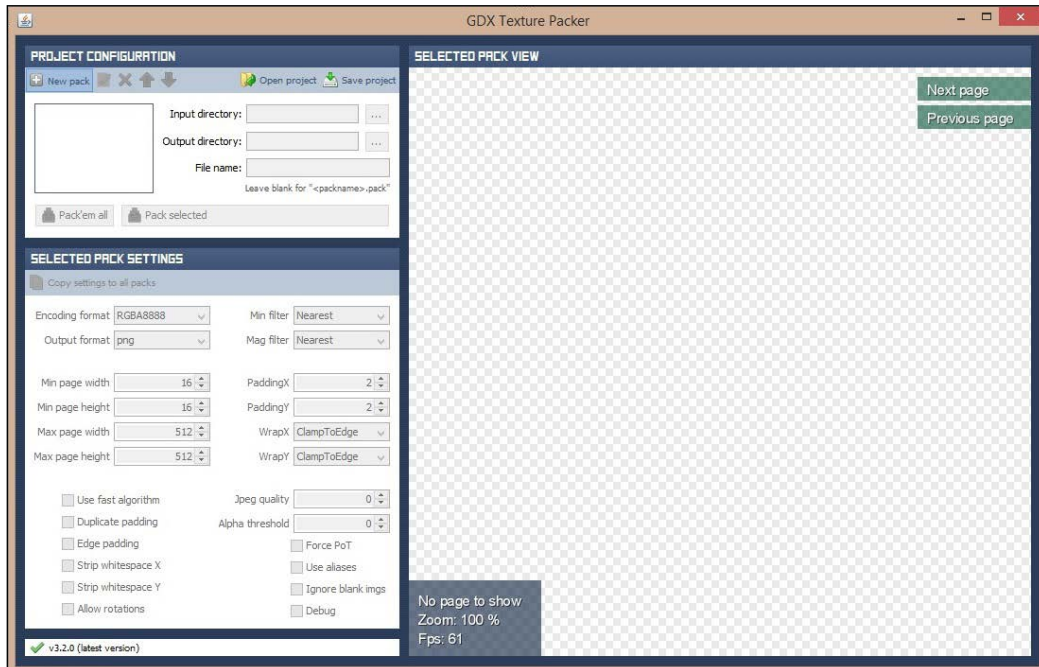 GDX Texture Packer
PROJECT CONFIGURATION
New pack Open project Save project
Input directory: ...
Output directory: ...
File name:
Leave blank for "<packname>.pack"
Pack'em all Pack selected
SELECTED PACK SETTINGS
Copy settings to all packs
Encoding format RGBA8888 Min filter Nearest
Output format png Mag filter Nearest
Min page width 16 PaddingX 2
Min page height 16 PaddingY 2
Max page width 512 WrapX ClampToEdge
Max page height 512 WrapY ClampToEdge
Use fast algorithm Jpeg quality 0
Duplicate padding Alpha threshold 0
Edge padding Force PoT
Strip whitespace X Use aliases
Strip whitespace Y Ignore blank imgs
Allow rotations Debug
v3.2.0 (latest version)
SELECTED PACK VIEW
Next page
Previous page
No page to show
Zoom: 100 %
Fps: 61